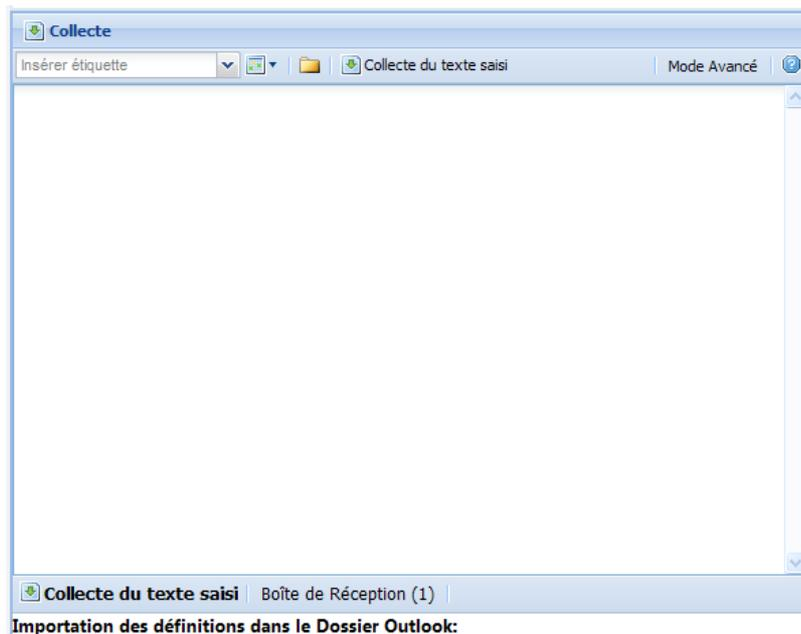 Collecte
Insérer étiquette Collecte du texte saisi Mode Avancé
Collecte du texte saisi Boîte de Réception (1)
Importation des définitions dans le Dossier Outlook: